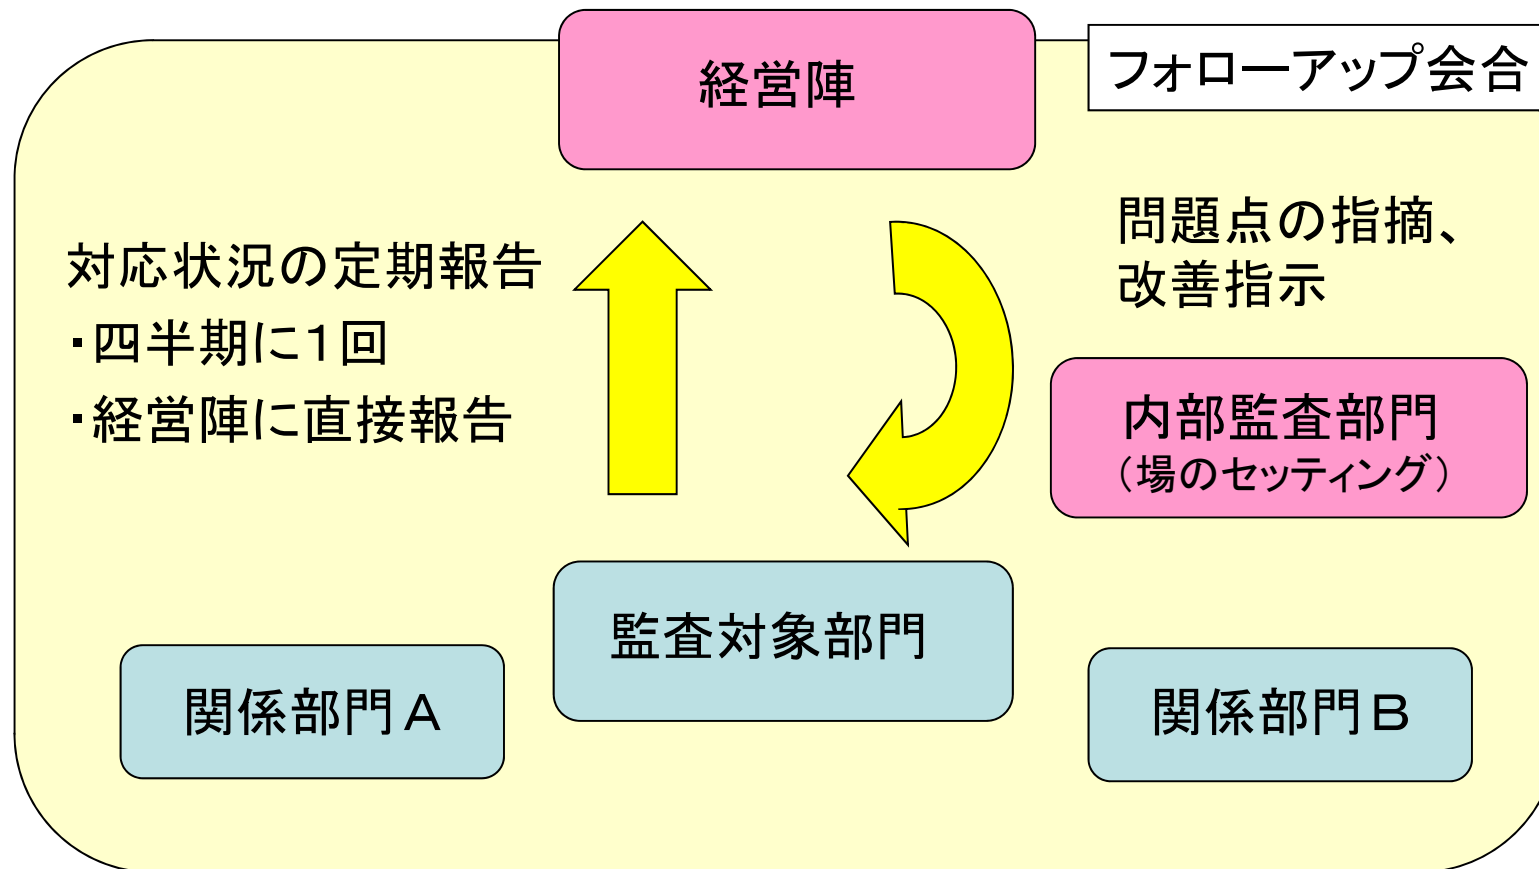 経営陣
フォローアップ会合
対応状況の定期報告
・四半期に１回
・経営陣に直接報告
問題点の指摘、
改善指示
内部監査部門
（場のセッティング）
監査対象部門
関係部門Ａ
関係部門Ｂ